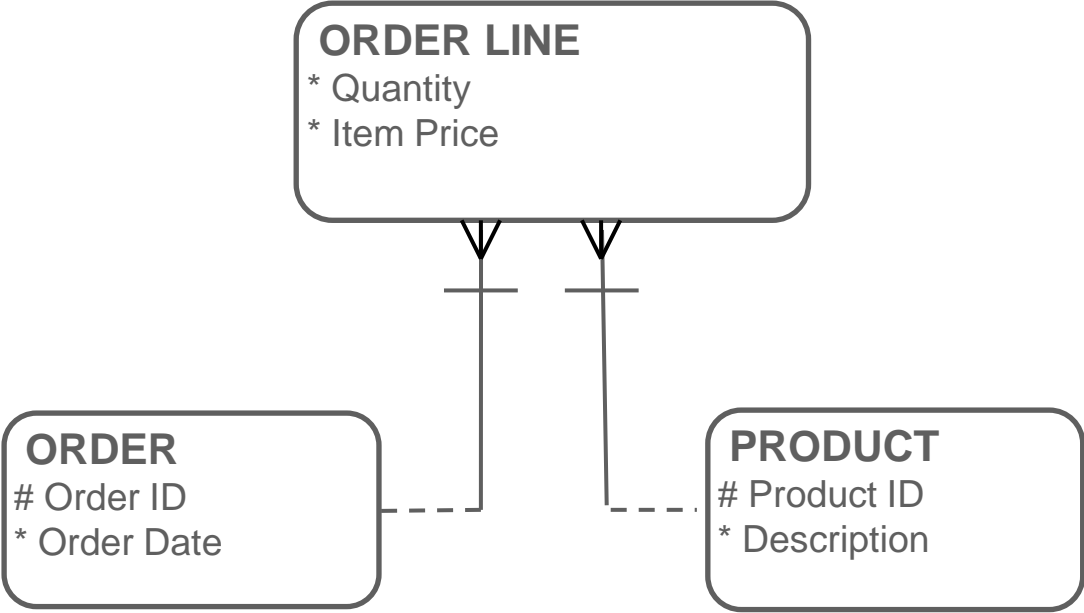 ORDER LINE
* Quantity
* Item Price
ORDER
# Order ID
* Order Date
PRODUCT
# Product ID
* Description